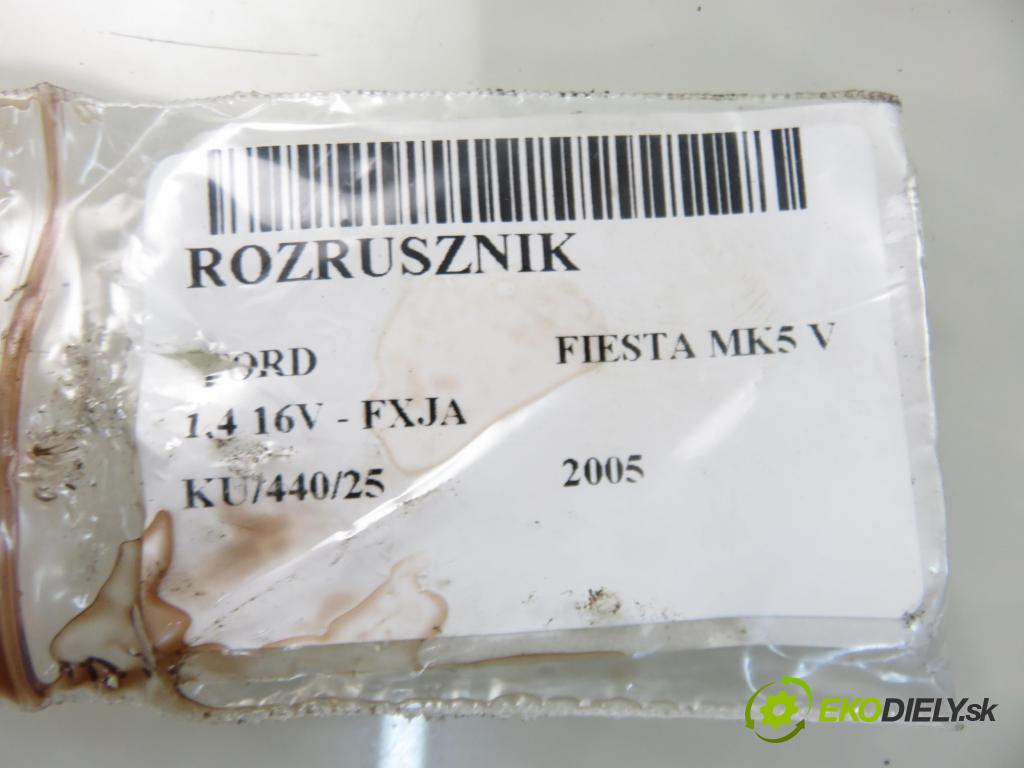 ROZRUSZNIK
FORD FIESTA MK5 V
1.4 16V - FXJA
KU/440/25 2005
EKODIELY.sk